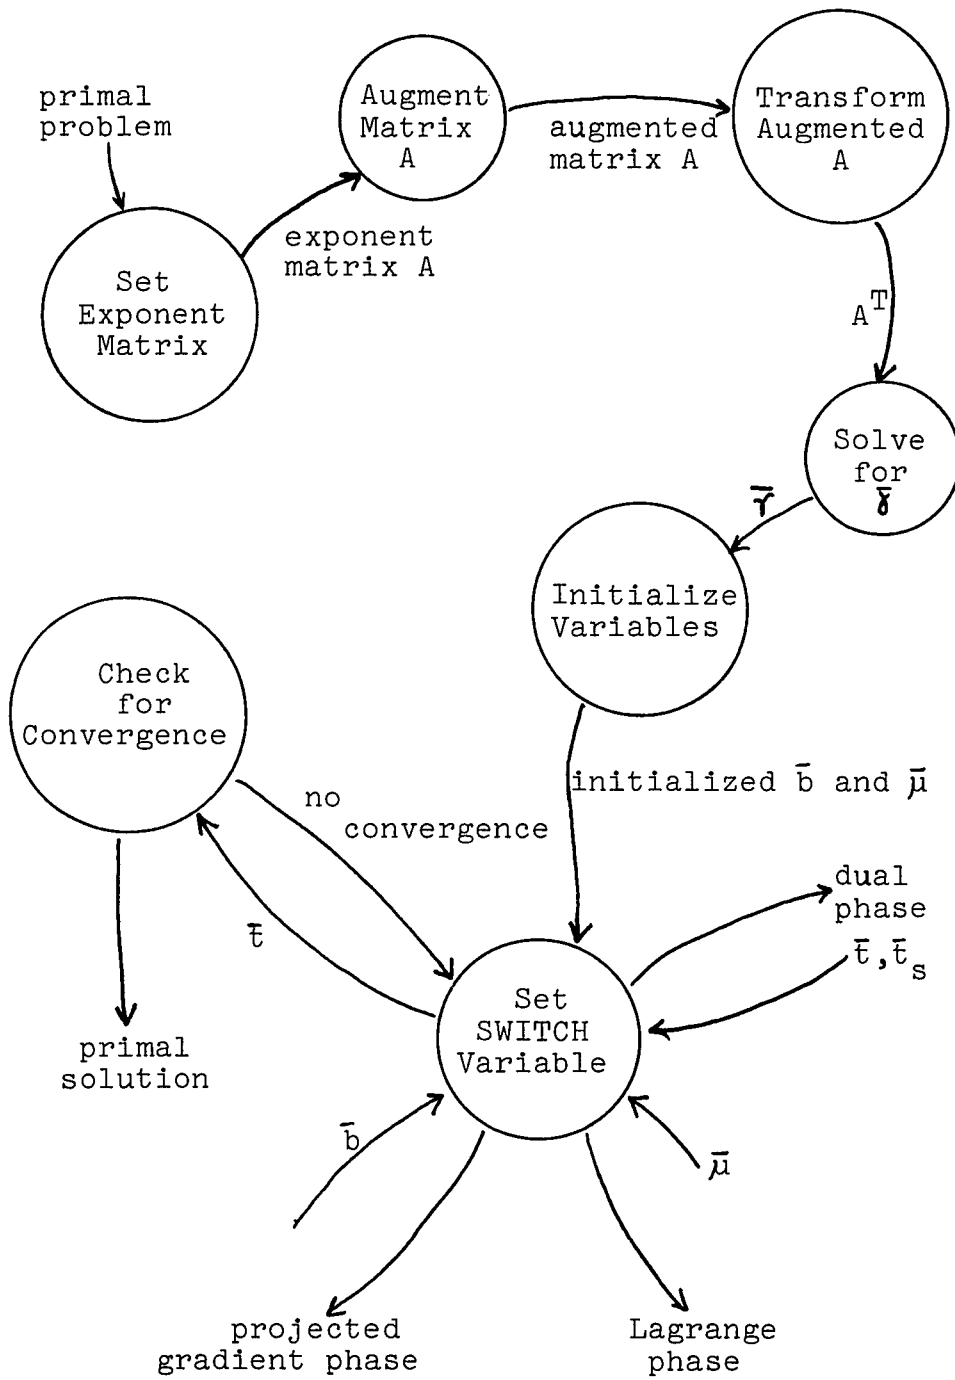 primal
problem
Set
Exponent
Matrix
exponent
matrix A
Augment
Matrix
A
augmented
matrix A
Transform
Augmented
A
A^T
Solve
for
γ̄
γ̄
Initialize
Variables
initialized b̄ and μ̄
Check
for
Convergence
no
convergence
t̄
primal
solution
Set
SWITCH
Variable
dual
phase
t̄,t̄_s
b̄
μ̄
projected
gradient phase
Lagrange
phase